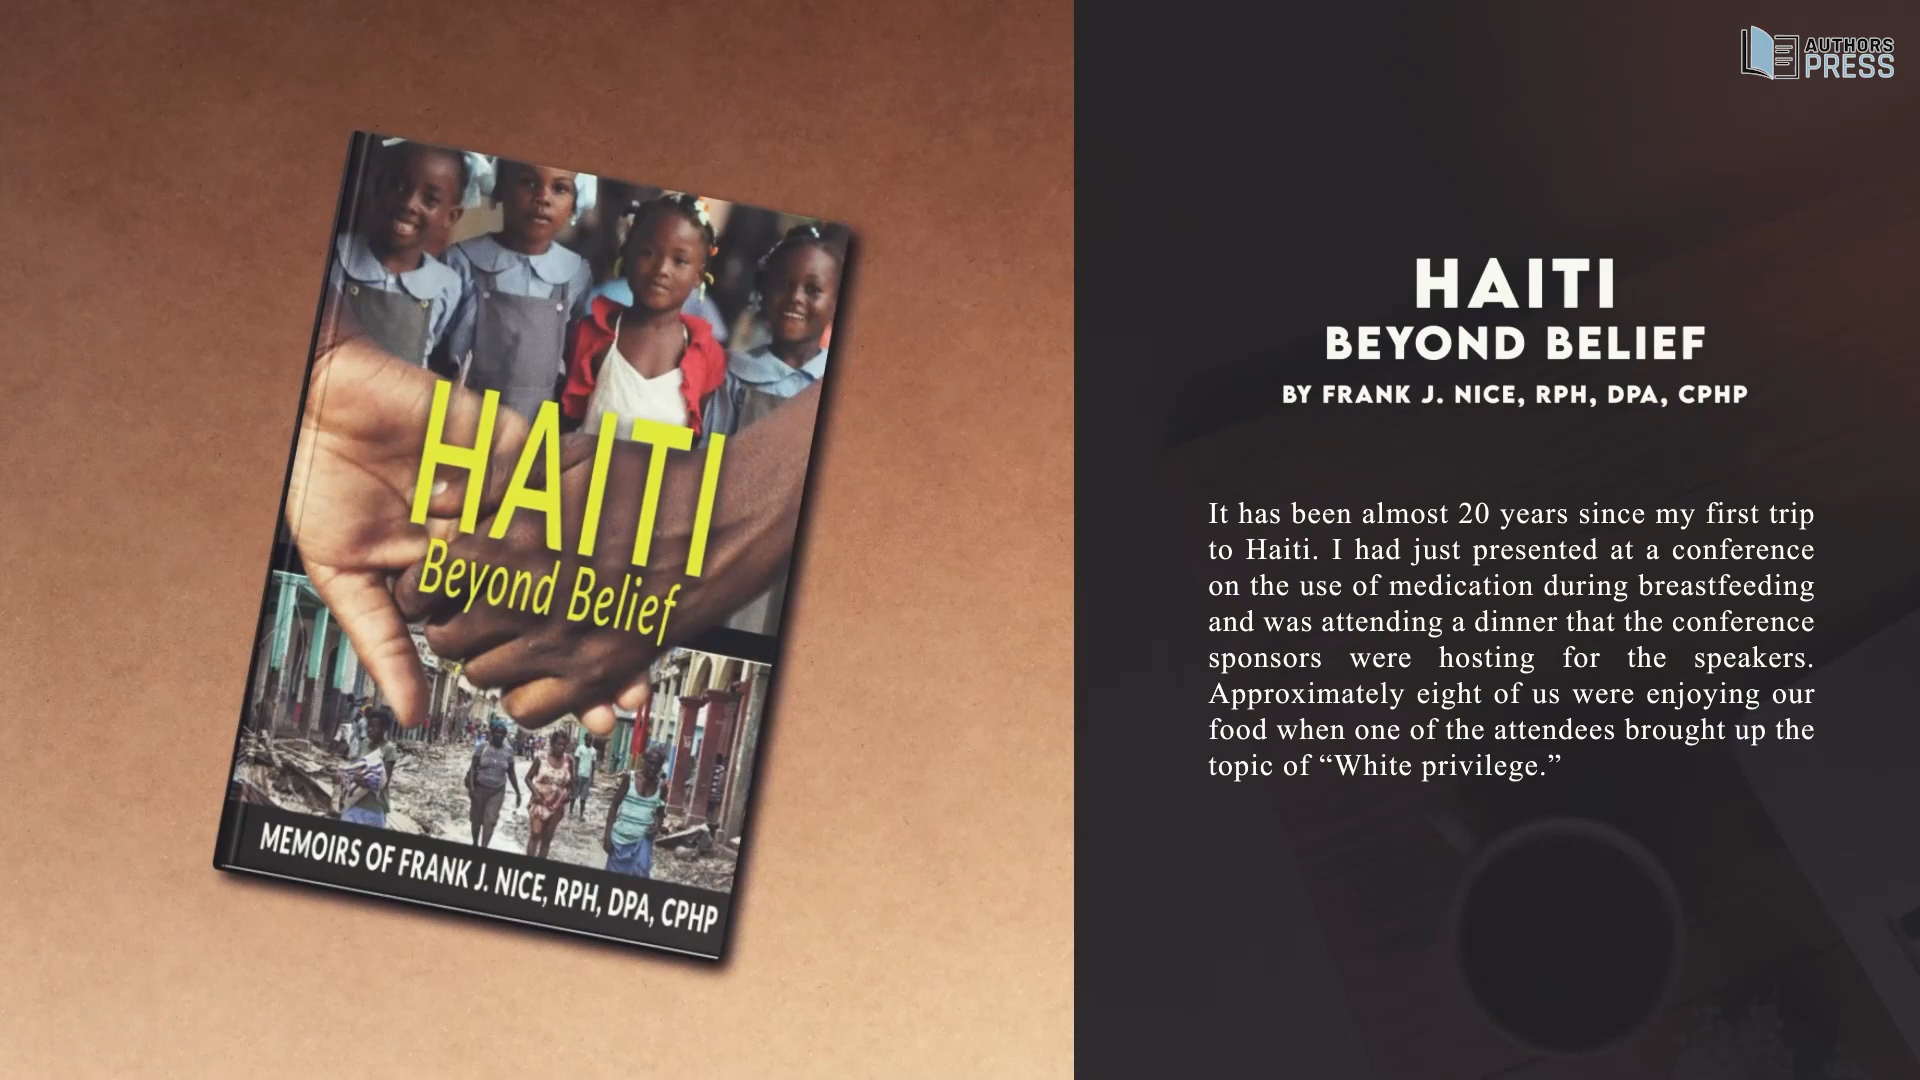 AUTHORS
PRESS
HAITI
Beyond Belief
MEMOIRS OF FRANK J. NICE, RPH, DPA, CPHP
HAITI
BEYOND BELIEF
BY FRANK J. NICE, RPH, DPA, CPHP
It has been almost 20 years since my first trip
to Haiti. I had just presented at a conference
on the use of medication during breastfeeding
and was attending a dinner that the conference
sponsors were hosting for the speakers.
Approximately eight of us were enjoying our
food when one of the attendees brought up the
topic of “White privilege.”